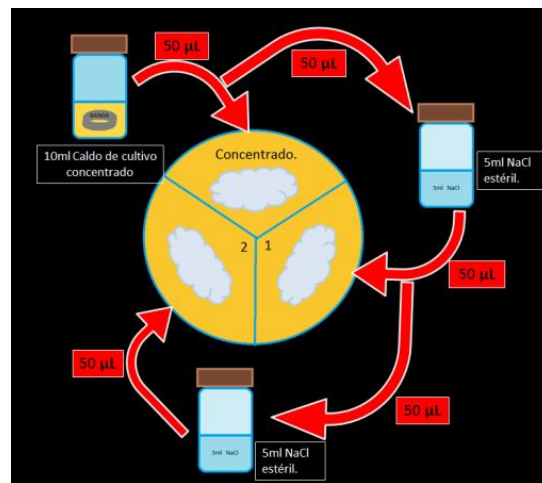 50 µL
50 µL
BANDA
10ml Caldo de cultivo
concentrado
Concentrado.
5ml NaCl
5ml NaCl
estéril.
2
1
50 µL
50 µL
50 µL
5ml NaCl
5ml NaCl
estéril.